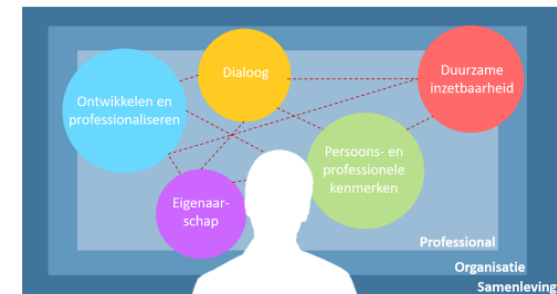 Ontwikkelen en
professionaliseren
Dialoog
Duurzame
inzetbaarheid
Persoons- en
professionele
kenmerken
Eigenaar-
schap
Professional
Organisatie
Samenleving